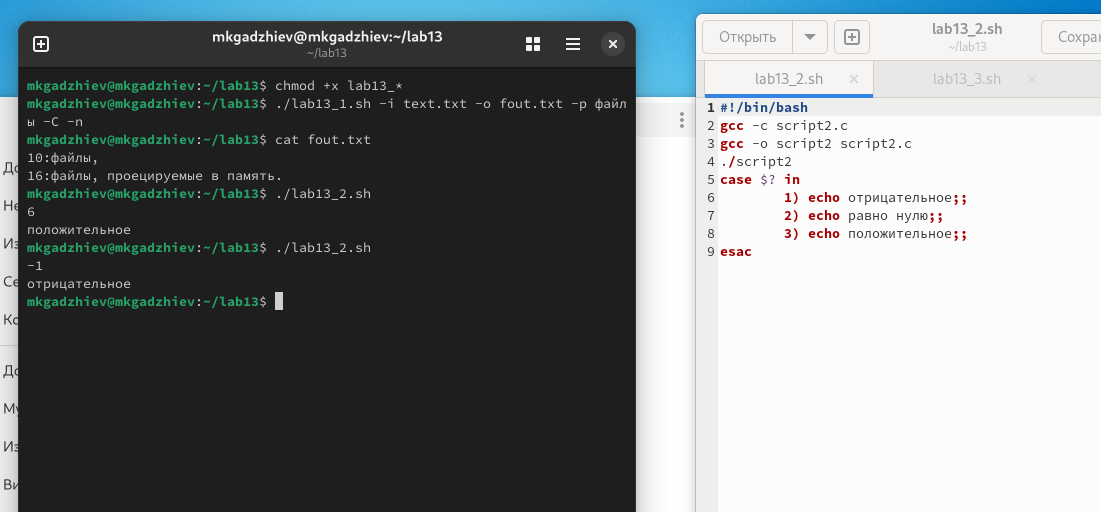 mkgadzhiev@mkgadzhiev:~/lab13
~/lab13
mkgadzhiev@mkgadzhiev:~/lab13$ chmod +x lab13_*
mkgadzhiev@mkgadzhiev:~/lab13$ ./lab13_1.sh -i text.txt -o fout.txt -p файл
ы -C -n
mkgadzhiev@mkgadzhiev:~/lab13$ cat fout.txt
10:файлы,
16:файлы, проецируемые в память.
mkgadzhiev@mkgadzhiev:~/lab13$ ./lab13_2.sh
6
положительное
mkgadzhiev@mkgadzhiev:~/lab13$ ./lab13_2.sh
-1
отрицательное
mkgadzhiev@mkgadzhiev:~/lab13$
До
Не
Из
Се
Ко
До
Му
Из
Ви
Открыть
lab13_2.sh
~/lab13
Сохран
lab13_2.sh
lab13_3.sh
1 #!/bin/bash
2 gcc -c script2.c
3 gcc -o script2 script2.c
4 ./script2
5 case $? in
6 1) echo отрицательное;;
7 2) echo равно нулю;;
8 3) echo положительное;;
9 esac